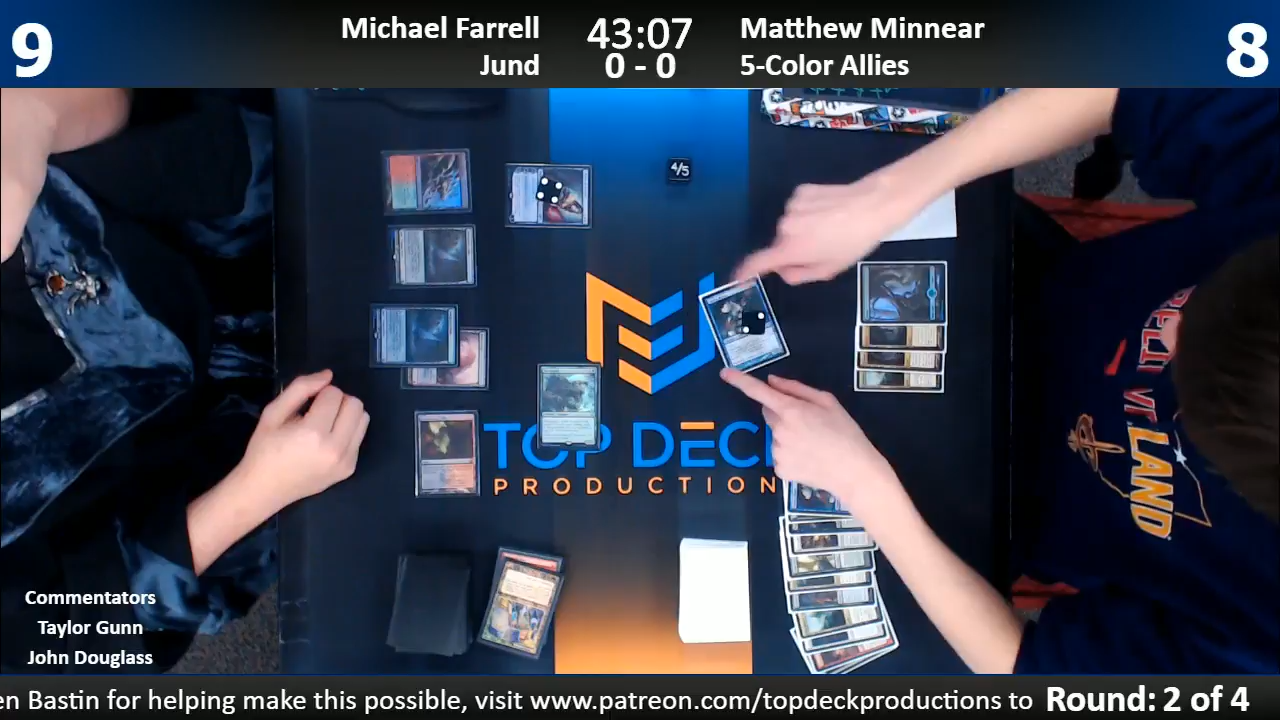 9
Michael Farrell
Jund
43:07
0 - 0
Matthew Minnear
5-Color Allies
8
4/5
TOP DECK
PRODUCTION
LAND
Commentators
Taylor Gunn
John Douglass
en Bastin for helping make this possible, visit www.patreon.com/topdeckproductions to
Round: 2 of 4